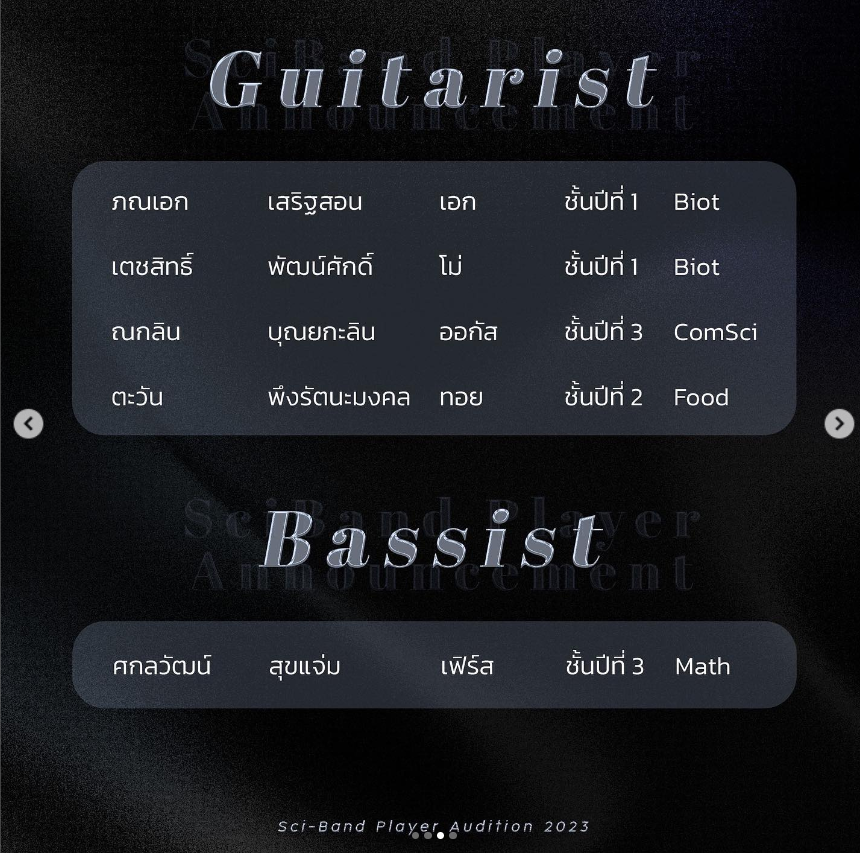 Sci-Band Player
Announcement
Guitarist
ภณเอก เสริฐสอน เอก ชั้นปีที่ 1 Biot
เตชสิทธิ์ พัฒน์ศักดิ์ โม่ ชั้นปีที่ 1 Biot
ณกลิน บุณยกะลิน ออกัส ชั้นปีที่ 3 ComSci
ตะวัน พึงรัตนะมงคล ทอย ชั้นปีที่ 2 Food
Sci-Band Player
Announcement
Bassist
ศกลวัฒน์ สุขแจ่ม เฟิร์ส ชั้นปีที่ 3 Math
Sci-Band Player Audition 2023